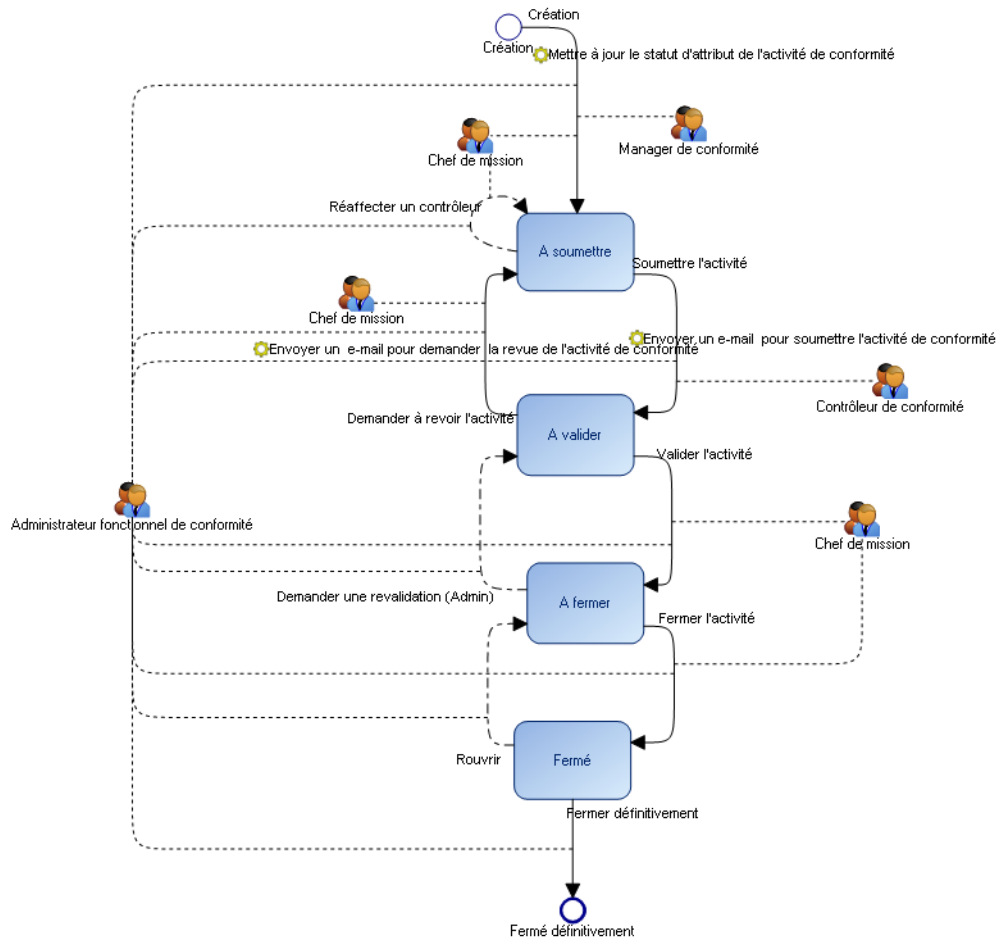 Création
Création
Mettre à jour le statut d'attribut de l'activité de conformité
Manager de conformité
Chef de mission
Réaffecter un contrôleur
A soumettre
Soumettre l'activité
Chef de mission
Envoyer un e-mail pour soumettre l'activité de conformité
Envoyer un e-mail pour demander la revue de l'activité de conformité
Contrôleur de conformité
Demander à revoir l'activité
A valider
Valider l'activité
Administrateur fonctionnel de conformité
Chef de mission
Demander une revalidation (Admin)
A fermer
Fermer l'activité
Rouvrir
Fermé
Fermer définitivement
Fermé définitivement